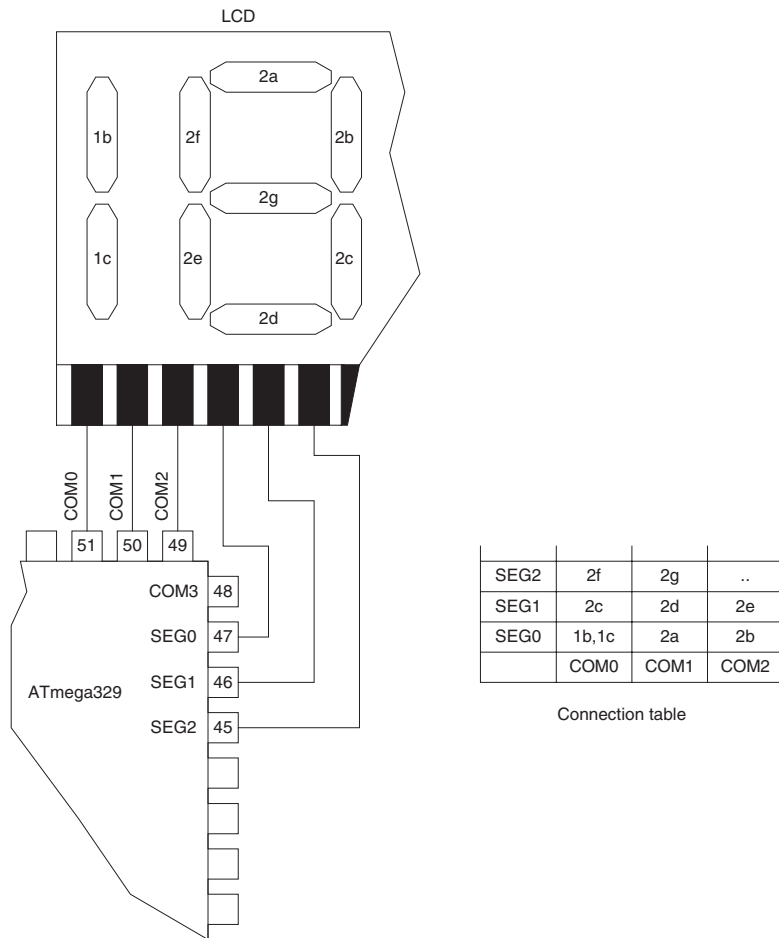 LCD
2a
1b 2f 2b
2g
1c 2e 2c
2d
COM0 COM1 COM2
51 50 49
COM3 48
SEG0 47
SEG1 46
ATmega329
SEG2 45
SEG2 2f 2g ..
SEG1 2c 2d 2e
SEG0 1b,1c 2a 2b
COM0 COM1 COM2
Connection table